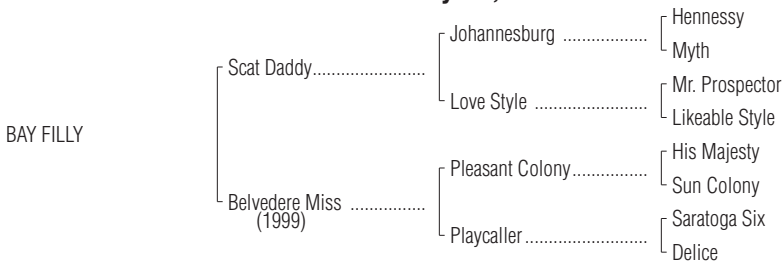 Hennessy
Johannesburg ..................
Myth
Scat Daddy........................
Mr. Prospector
Love Style ........................
Likeable Style
BAY FILLY
His Majesty
Pleasant Colony................
Sun Colony
Belvedere Miss ................
(1999)
Saratoga Six
Playcaller..........................
Delice